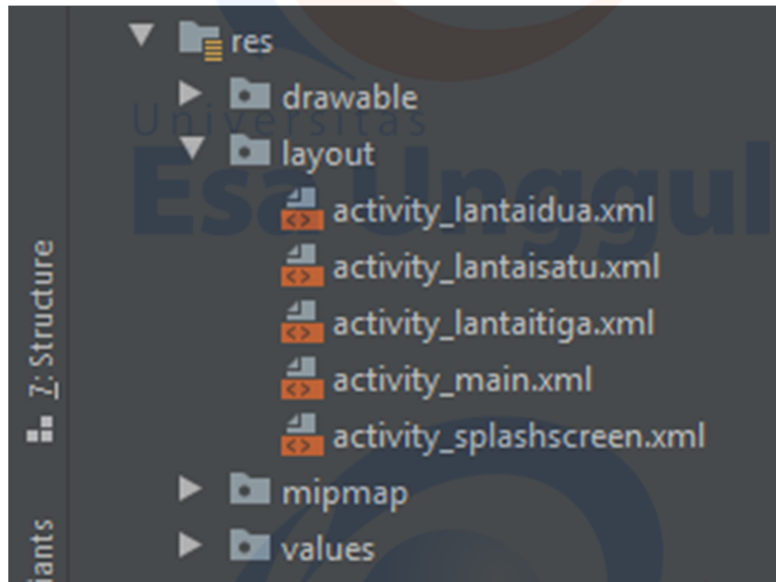 res
drawable
Universitas
layout
Esa Unggul
activity_lantaidua.xml
activity_lantaisatu.xml
activity_lantaitiga.xml
7: Structure
activity_main.xml
activity_splashscreen.xml
mipmap
values